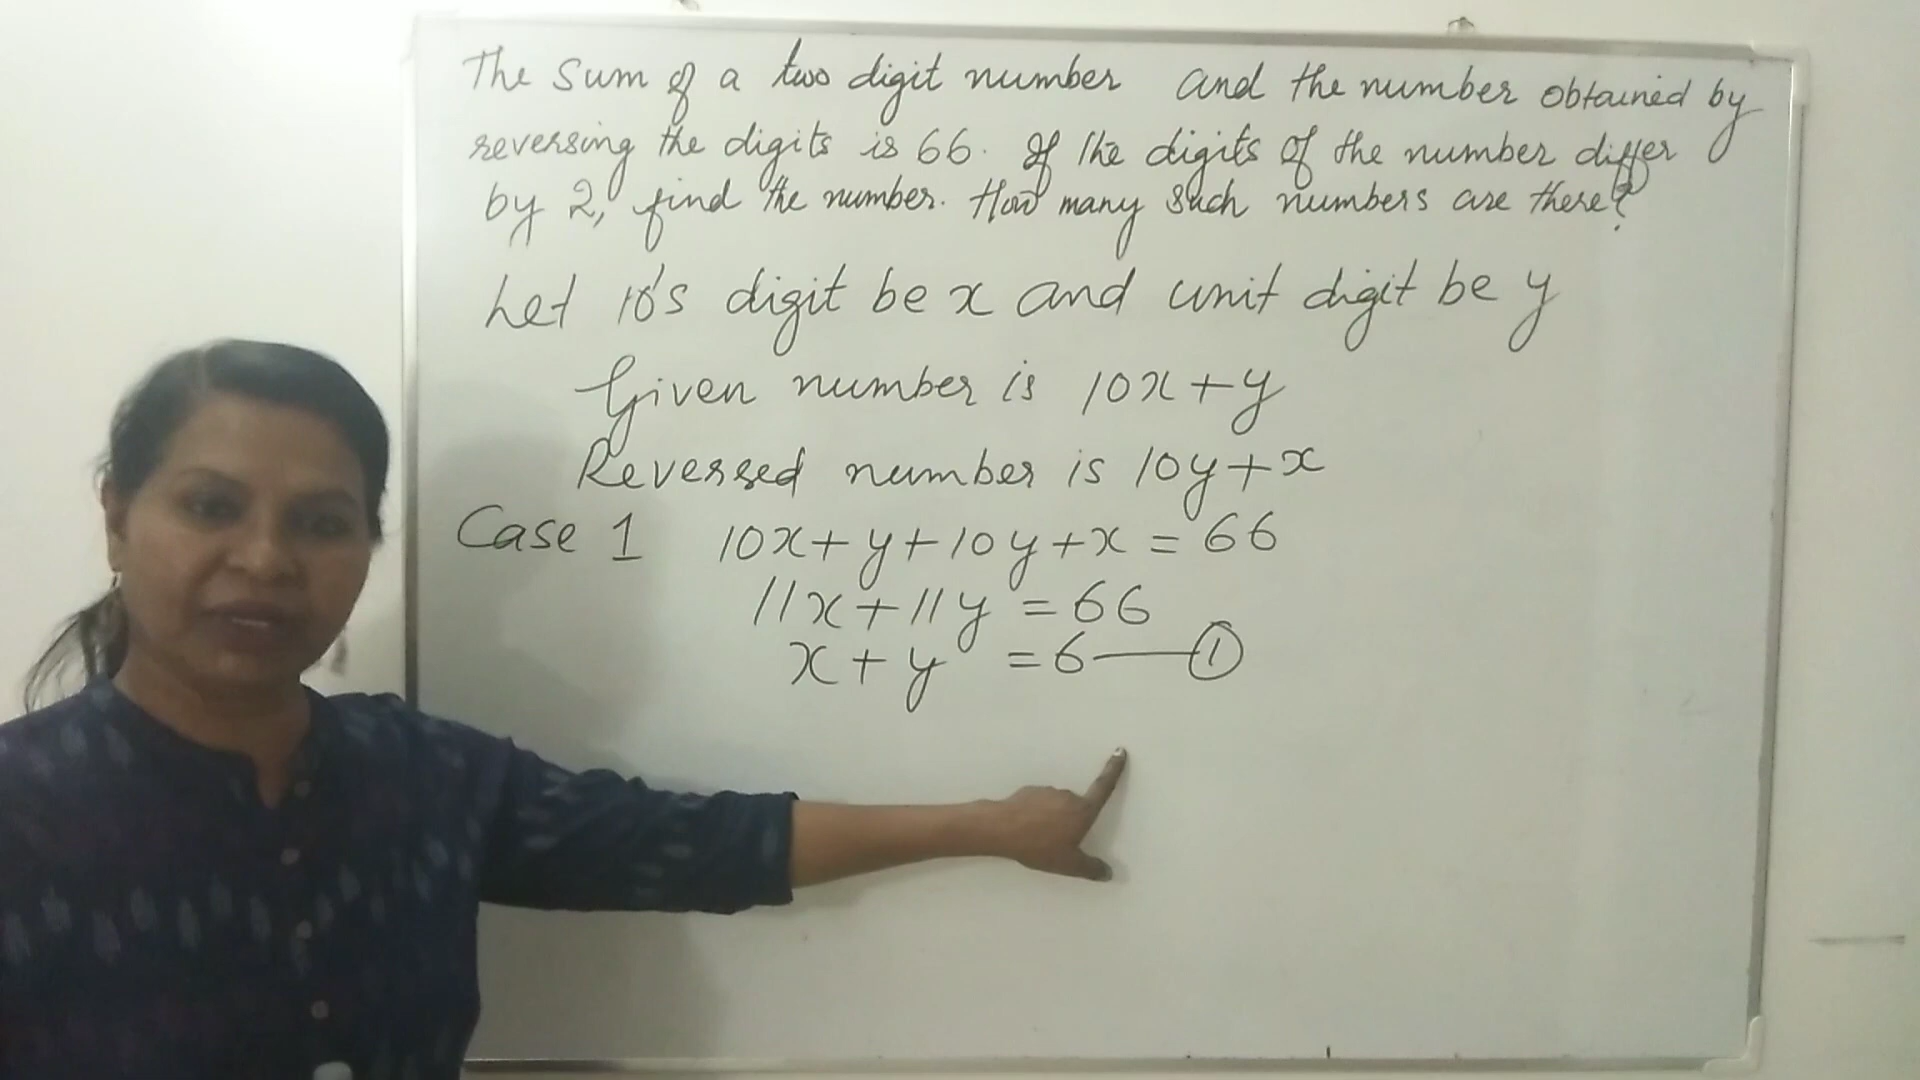 The sum of a two digit number and the number obtained by
reversing the digits is 66. If the digits of the number differ
by 2, find the number. How many such numbers are there?
Let 10's digit be x and unit digit be y
Given number is 10x+y
Reversed number is 10y+x
Case 1 10x+y+10y+x = 66
11x+11y = 66
x+y = 6 — ①